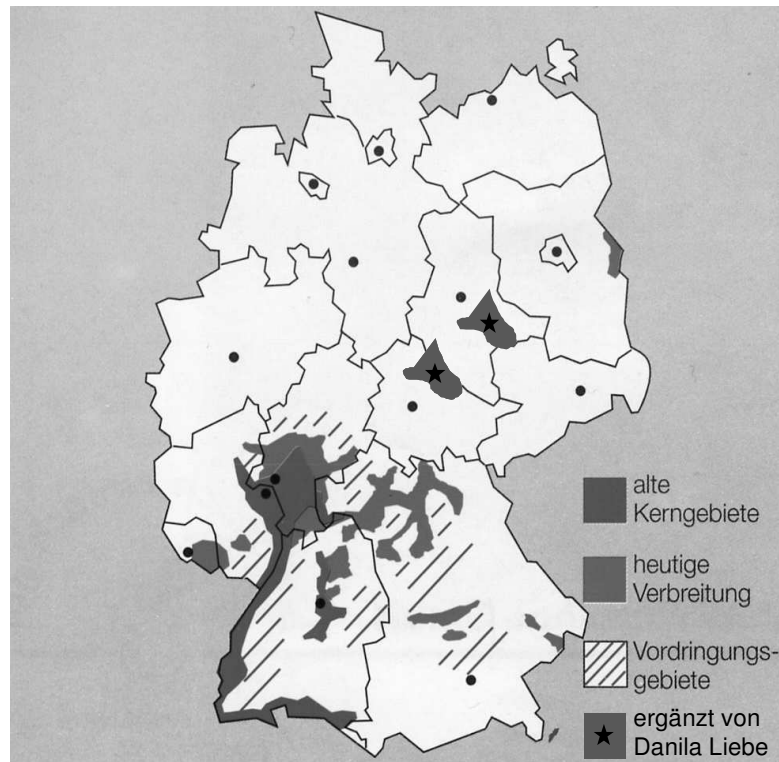 alte
Kerngebiete
heutige
Verbreitung
Vordringungs-
gebiete
ergänzt von
Danila Liebe